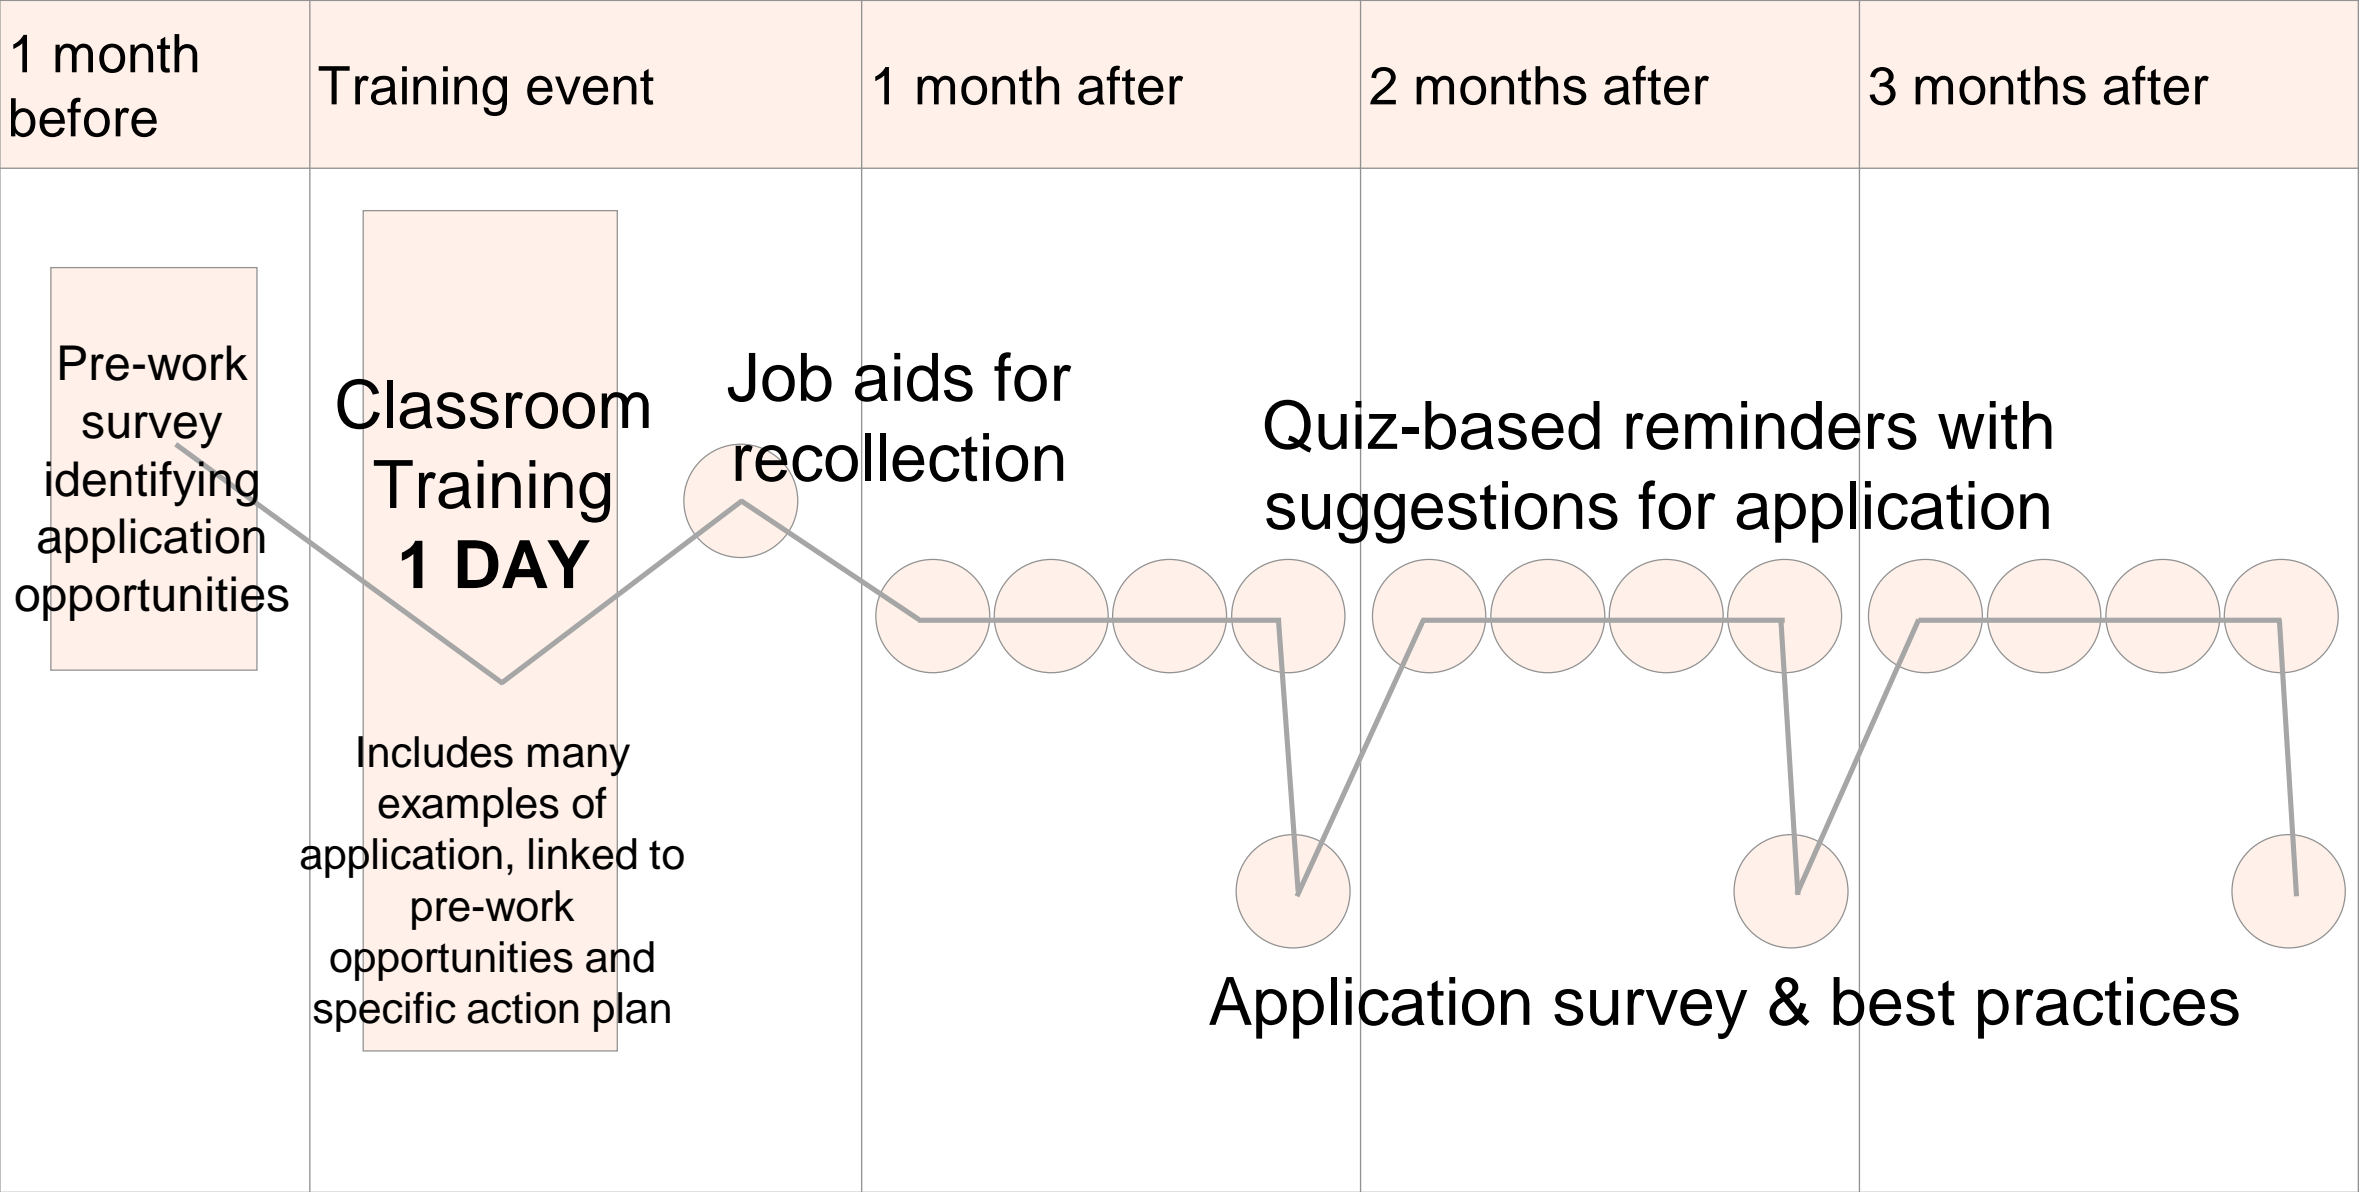 1 month
before
Training event
1 month after
2 months after
3 months after
Pre-work
survey
identifying
application
opportunities
Classroom
Training
1 DAY
Includes many
examples of
application, linked to
pre-work
opportunities and
specific action plan
Job aids for
recollection
Quiz-based reminders with
suggestions for application
Application survey & best practices